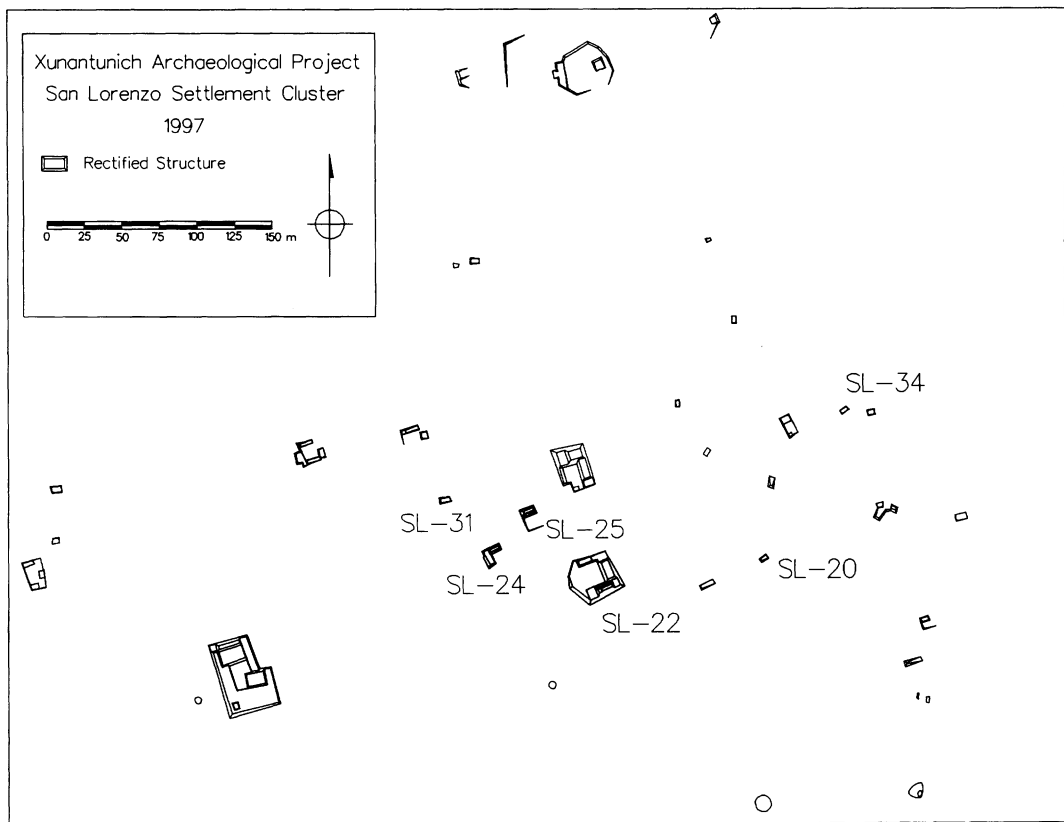 Xunantunich Archaeological Project
San Lorenzo Settlement Cluster
1997
Rectified Structure
0 25 50 75 100 125 150 m
SL-34
SL-31
SL-25
SL-24
SL-20
SL-22